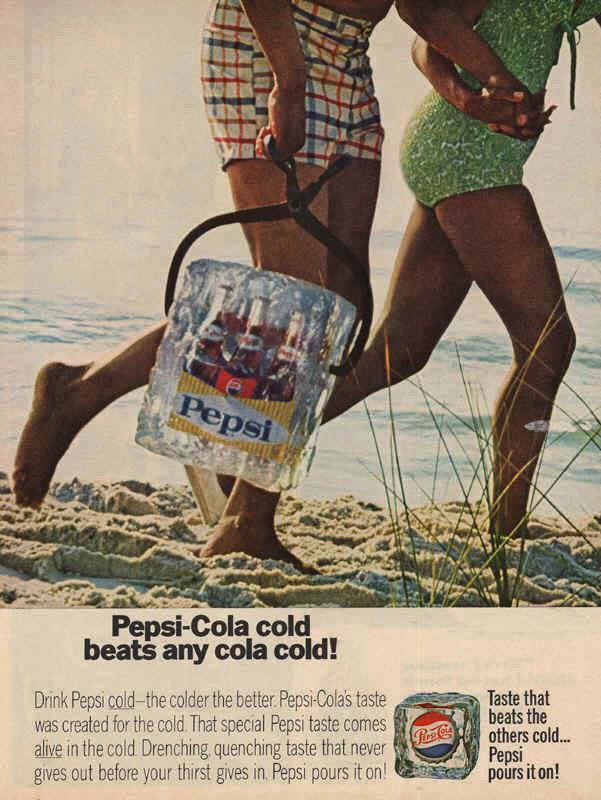 Pepsi
Pepsi-Cola cold
beats any cola cold!
Drink Pepsi cold—the colder the better. Pepsi-Cola's taste
was created for the cold. That special Pepsi taste comes
alive in the cold. Drenching, quenching taste that never
gives out before your thirst gives in. Pepsi pours it on!
Pepsi-Cola
Taste that
beats the
others cold...
Pepsi
pours it on!